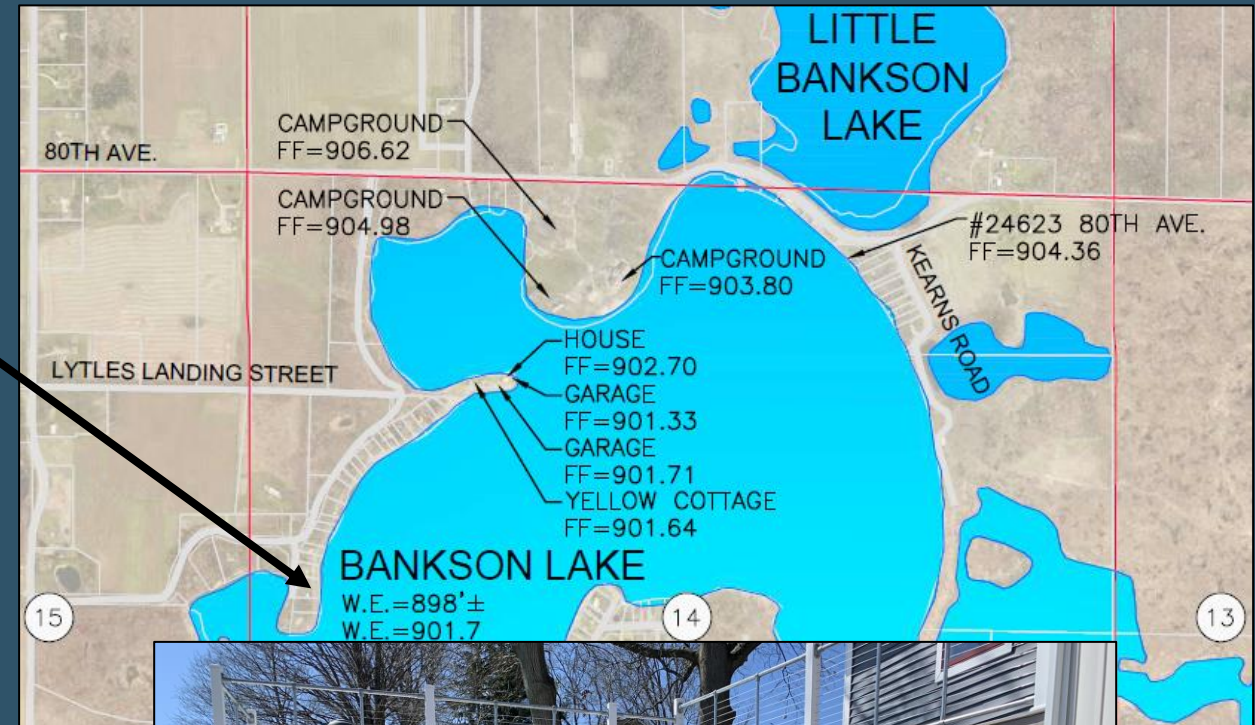 LITTLE
BANKSON
LAKE
CAMPGROUND
FF=906.62
80TH AVE.
CAMPGROUND
FF=904.98
#24623 80TH AVE.
FF=904.36
CAMPGROUND
FF=903.80
KEARNS ROAD
HOUSE
FF=902.70
LYTLES LANDING STREET
GARAGE
FF=901.33
GARAGE
FF=901.71
YELLOW COTTAGE
FF=901.64
BANKSON LAKE
W.E.=898'±
W.E.=901.7
15
14
13